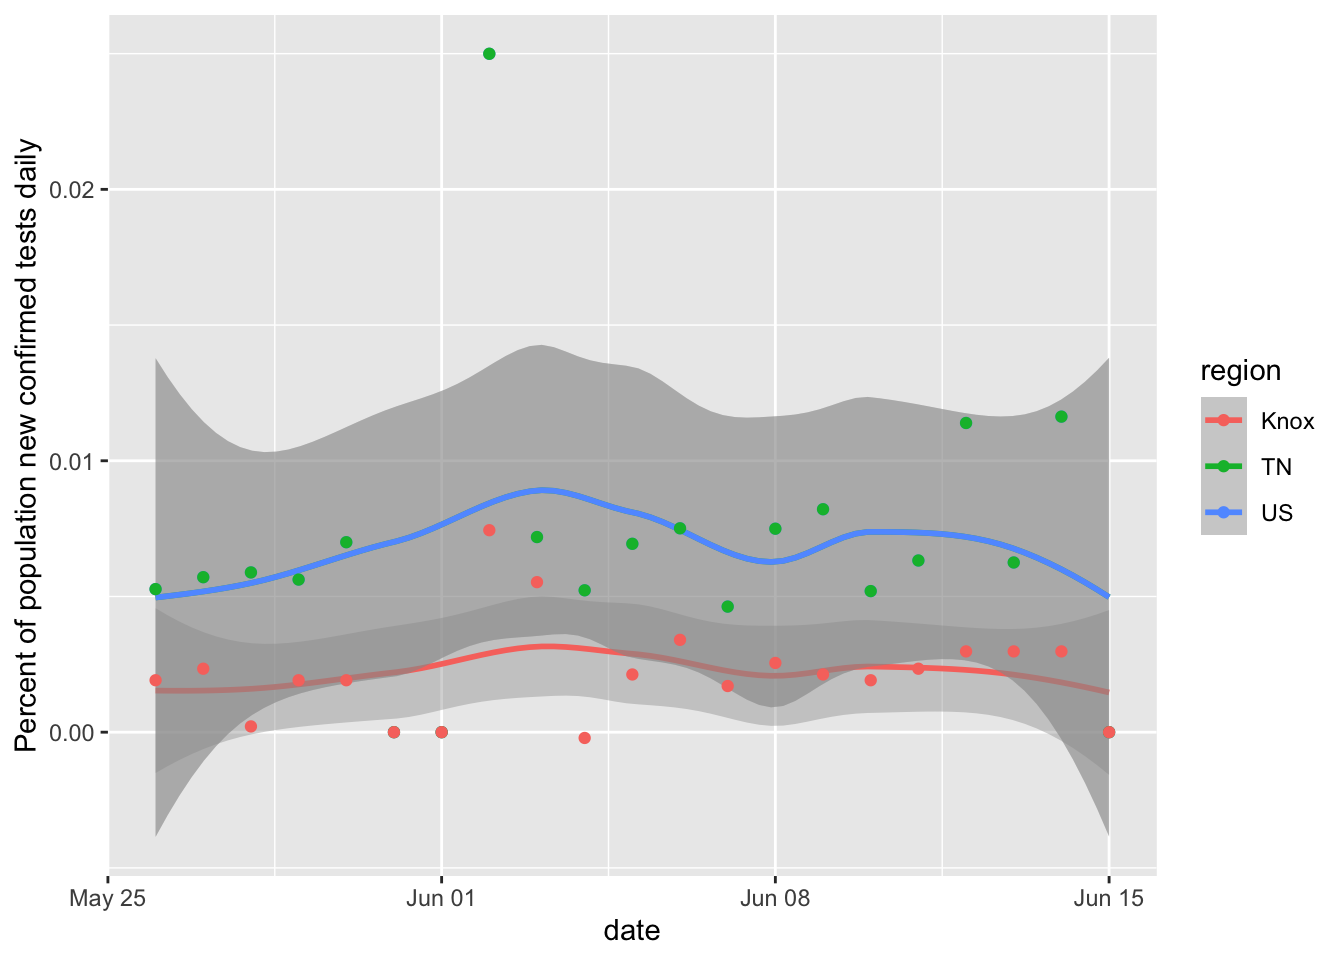 Percent of population new confirmed tests daily
0.02
0.01
0.00
May 25
Jun 01
Jun 08
Jun 15
date
region
Knox
TN
US